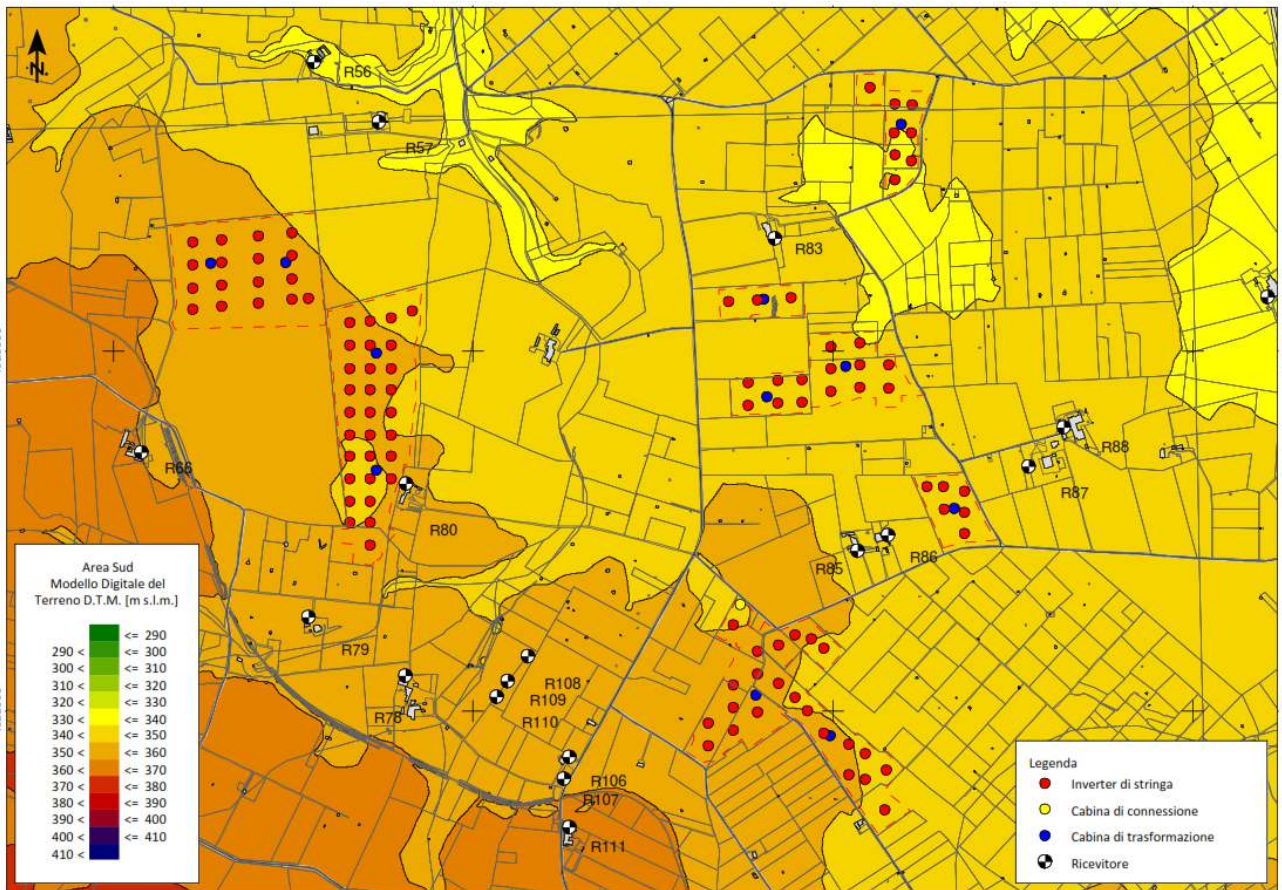 N.
R56
R57
R83
R66
R80
R88
R87
R86
R85
R79
R78
R108
R109
R110
R106
R107
R111
Area Sud
Modello Digitale del
Terreno D.T.M. [m s.l.m.]
<= 290
290 < <= 300
300 < <= 310
310 < <= 320
320 < <= 330
330 < <= 340
340 < <= 350
350 < <= 360
360 < <= 370
370 < <= 380
380 < <= 390
390 < <= 400
400 < <= 410
410 <
Legenda
Inverter di stringa
Cabina di connessione
Cabina di trasformazione
Ricevitore